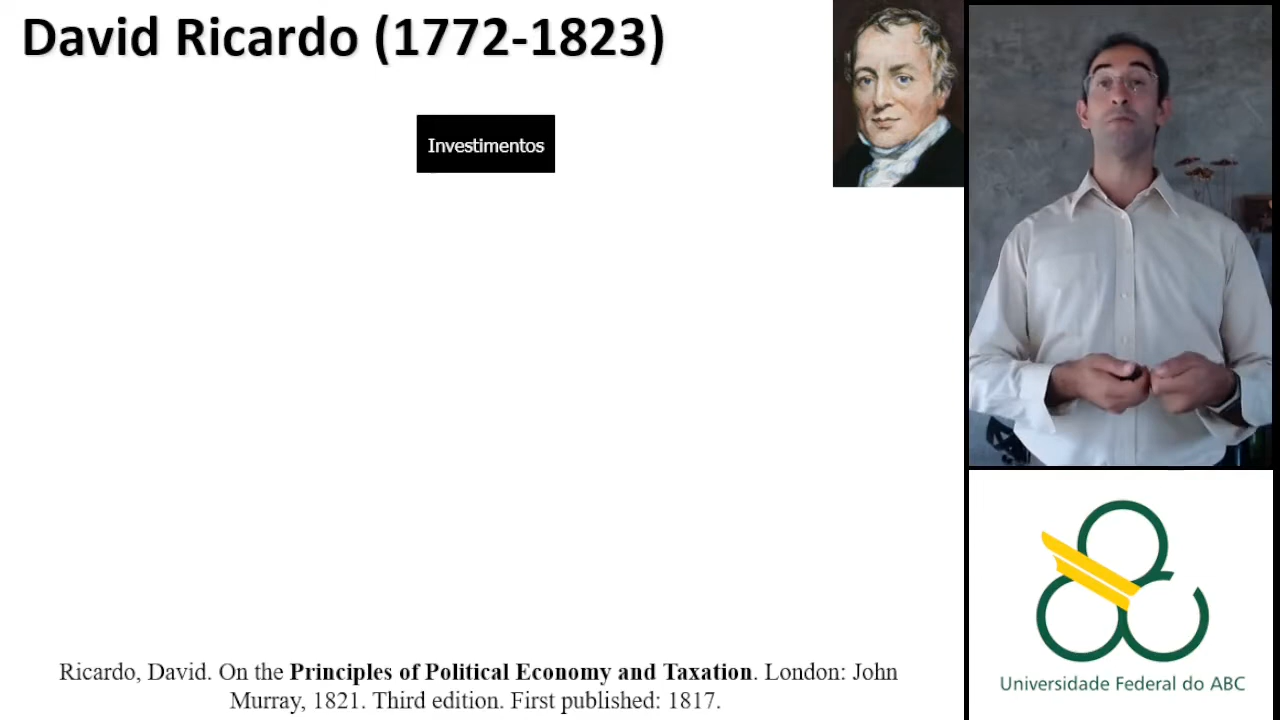 David Ricardo (1772-1823)
Investimentos
Ricardo, David. On the Principles of Political Economy and Taxation. London: John
Murray, 1821. Third edition. First published: 1817.
Universidade Federal do ABC